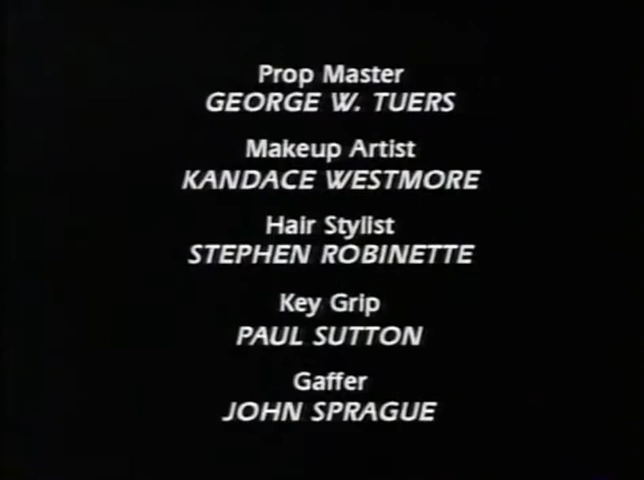 Prop Master
GEORGE W. TUERS
Makeup Artist
KANDACE WESTMORE
Hair Stylist
STEPHEN ROBINETTE
Key Grip
PAUL SUTTON
Gaffer
JOHN SPRAGUE